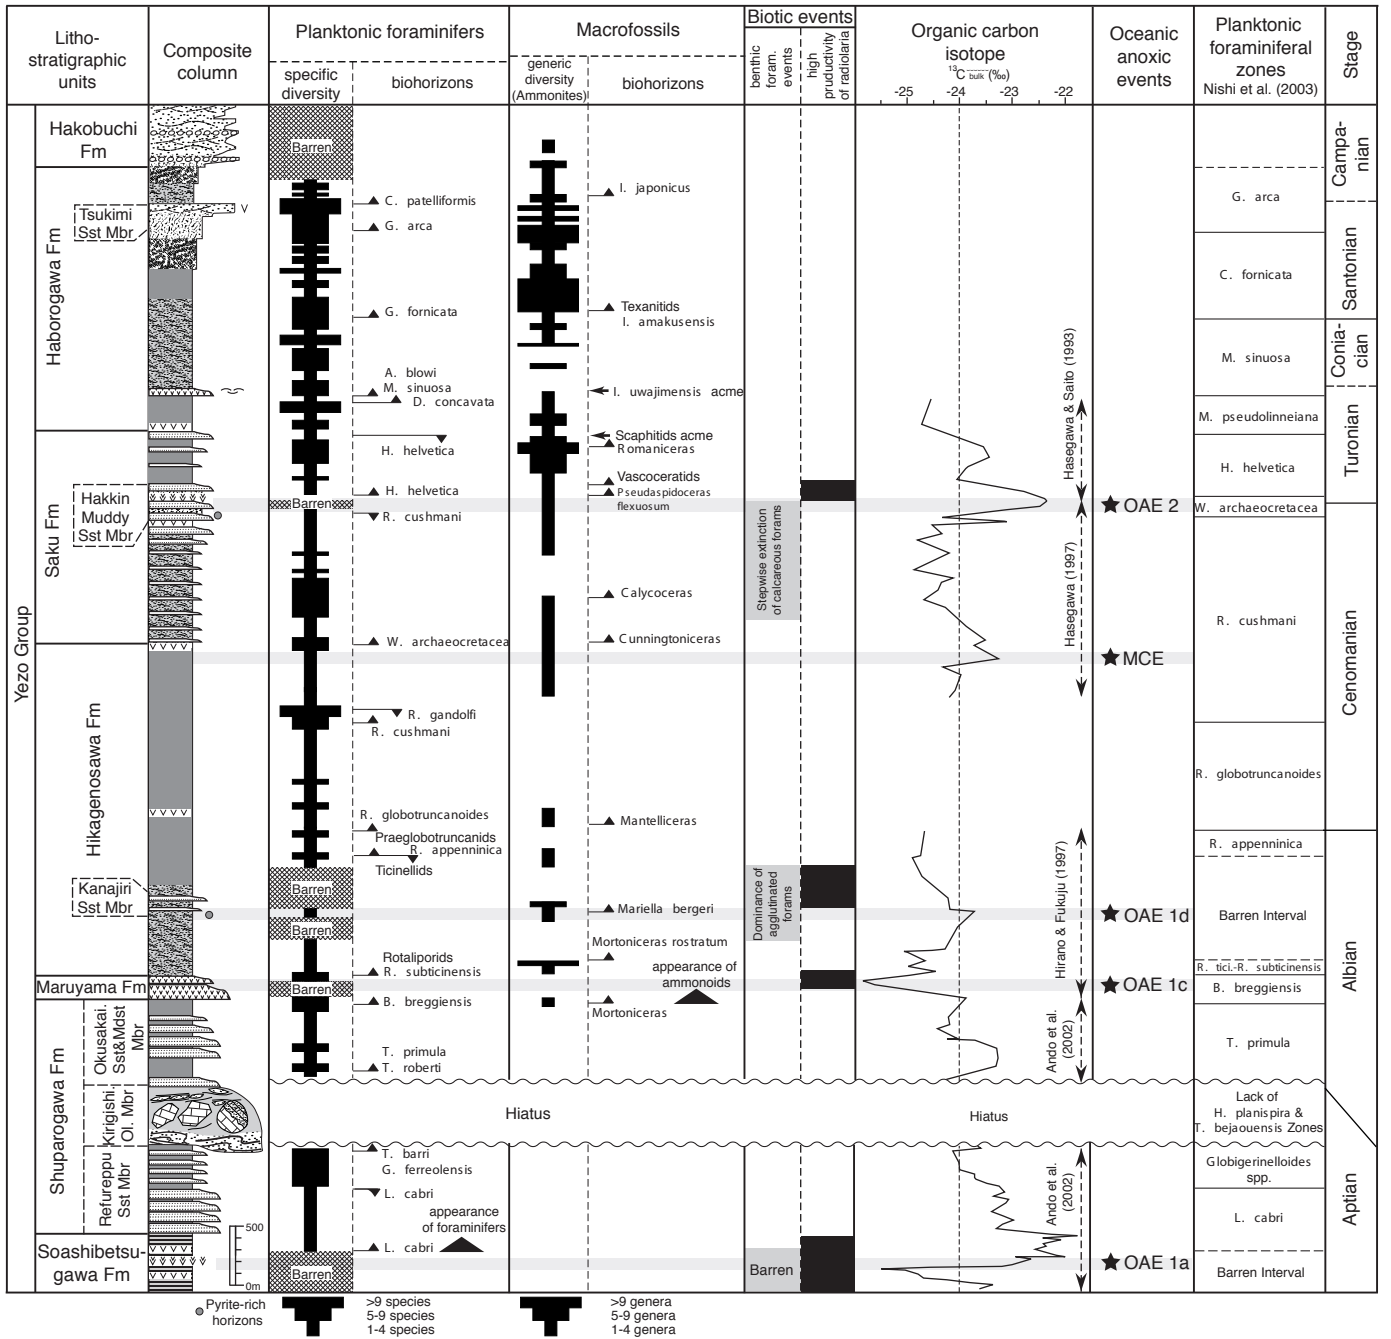 Litho-
stratigraphic
units
Composite
column
Planktonic foraminifers
specific
diversity
biohorizons
Macrofossils
generic
diversity
(Ammonites)
biohorizons
Biotic events
benthic
foram.
events
high
pruductivity
of radiolaria
Organic carbon
isotope
13C bulk (‰)
-25 -24 -23 -22
Oceanic
anoxic
events
Planktonic
foraminiferal
zones
Nishi et al. (2003)
Stage
Yezo Group
Hakobuchi
Fm
Haborogawa Fm
Tsukimi
Sst Mbr
Saku Fm
Hakkin
Muddy
Sst Mbr
Hikagenosawa Fm
Kanajiri
Sst Mbr
Maruyama Fm
Shuparogawa Fm
Okusakai.
Sst&Mdst
Mbr
Kirigishi.
Ol. Mbr
Refureppu
Sst Mbr
Soashibetsu-
gawa Fm
v
v v v v
v v v v
v v v v
v v v v
500
0m
Barren
C. patelliformis
G. arca
G. fornicata
A. blowi
M. sinuosa
D. concavata
H. helvetica
H. helvetica
Barren
R. cushmani
W. archaeocretacea
R. gandolfi
R. cushmani
R. globotruncanoides
Praeglobotruncanids
R. appenninica
Ticinellids
Barren
Barren
Rotaliporids
R. subticinensis
Barren
B. breggiensis
T. primula
T. roberti
Hiatus
T. barri
G. ferreolensis
L. cabri
appearance
of foraminifers
L. cabri
Barren
I. japonicus
Texanitids
I. amakusensis
I. uwajimensis acme
Scaphitids acme
Romaniceras
Vascoceratids
Pseudaspidoceras
flexuosum
Calycoceras
Cunningtoniceras
Mantelliceras
Mariella bergeri
Mortoniceras rostratum
appearance of
ammonoids
Mortoniceras
Stepwise extinction
of calcareous forams
Dominance of
agglutinated
forams
Barren
Hasegawa & Saito (1993)
Hasegawa (1997)
Hirano & Fukuju (1997)
Ando et al.
(2002)
Hiatus
Ando et al.
(2002)
OAE 2
MCE
OAE 1d
OAE 1c
OAE 1a
G. arca
C. fornicata
M. sinuosa
M. pseudolinneiana
H. helvetica
W. archaeocretacea
R. cushmani
R. globotruncanoides
R. appenninica
Barren Interval
R. tici.-R. subticinensis
B. breggiensis
T. primula
Lack of
H. planispira &
T. bejaouensis Zones
Globigerinelloides
spp.
L. cabri
Barren Interval
Campa-
nian
Santonian
Conia-
cian
Turonian
Cenomanian
Albian
Aptian
Pyrite-rich
horizons
>9 species
5-9 species
1-4 species
>9 genera
5-9 genera
1-4 genera